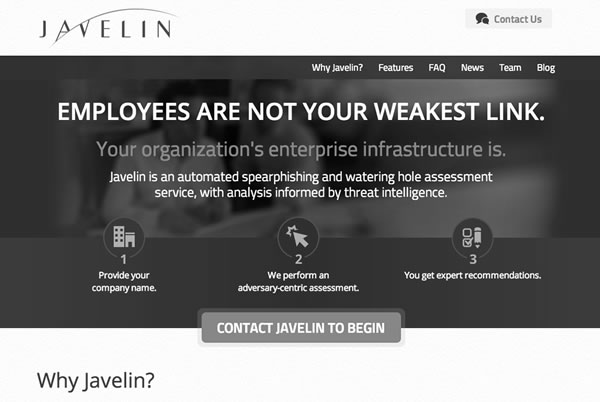 JAVELIN
Contact Us
Why Javelin? Features FAQ News Team Blog
EMPLOYEES ARE NOT YOUR WEAKEST LINK.
Your organization's enterprise infrastructure is.
Javelin is an automated spearphishing and watering hole assessment
service, with analysis informed by threat intelligence.
1
Provide your
company name.
2
We perform an
adversary-centric assessment.
3
You get expert recommendations.
CONTACT JAVELIN TO BEGIN
Why Javelin?